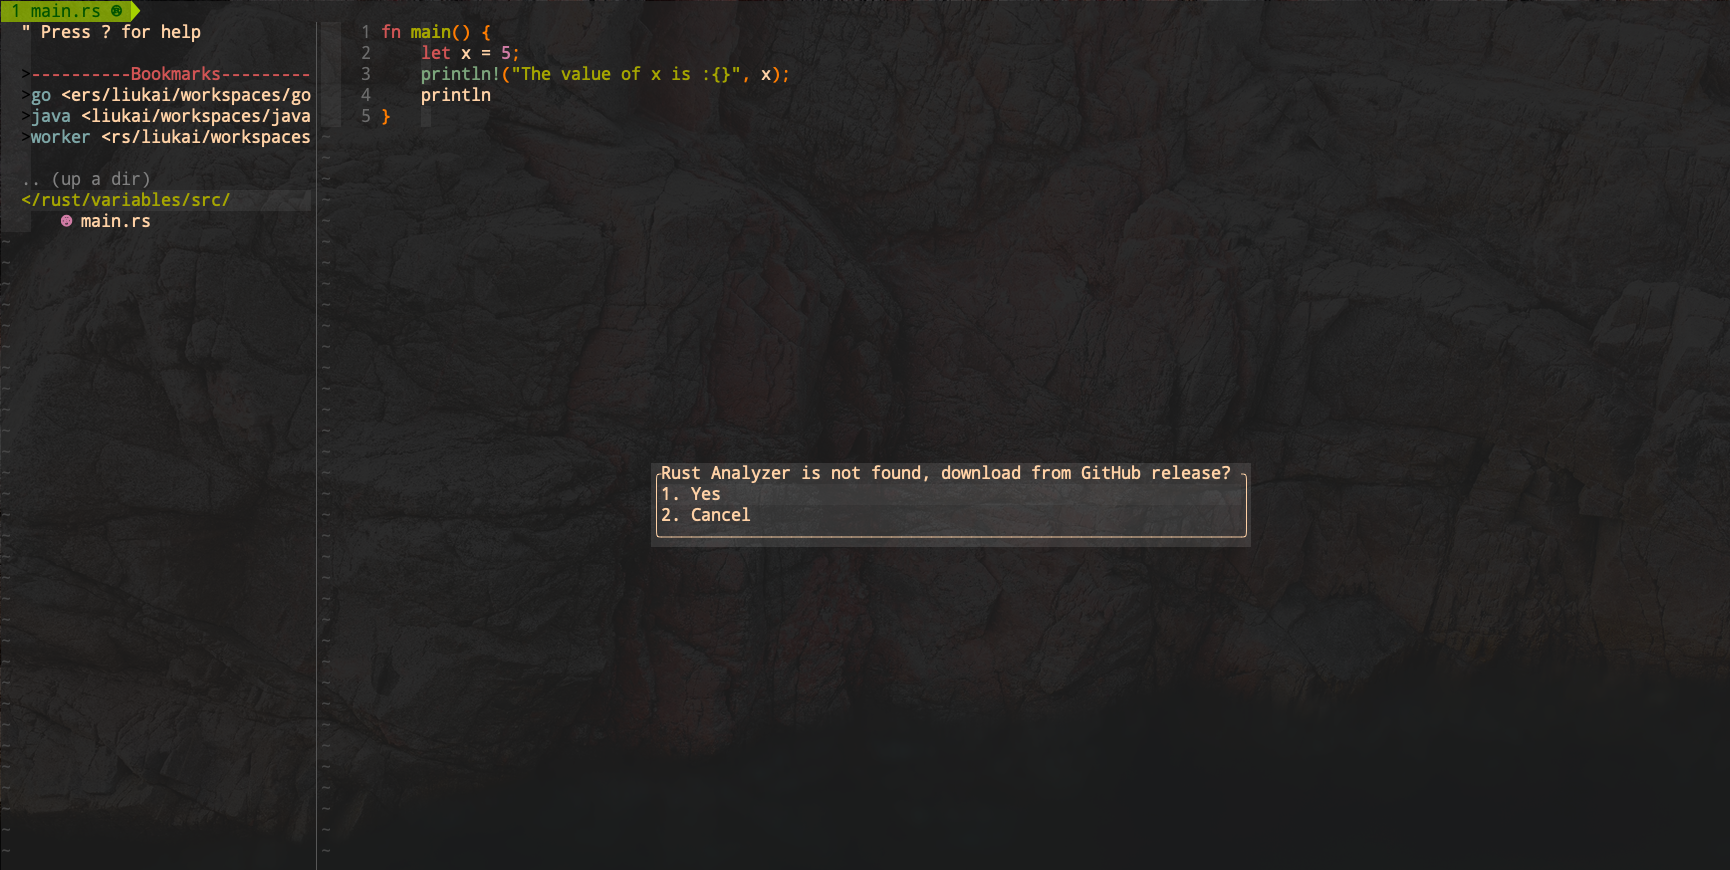 1 main.rs
" Press ? for help
>----------Bookmarks---------
>go <ers/liukai/workspaces/go
>java <liukai/workspaces/java
>worker <rs/liukai/workspaces
.. (up a dir)
</rust/variables/src/
main.rs
1 fn main() {
2     let x = 5;
3     println!("The value of x is :{}", x);
4     println
5 }
Rust Analyzer is not found, download from GitHub release?
1. Yes
2. Cancel